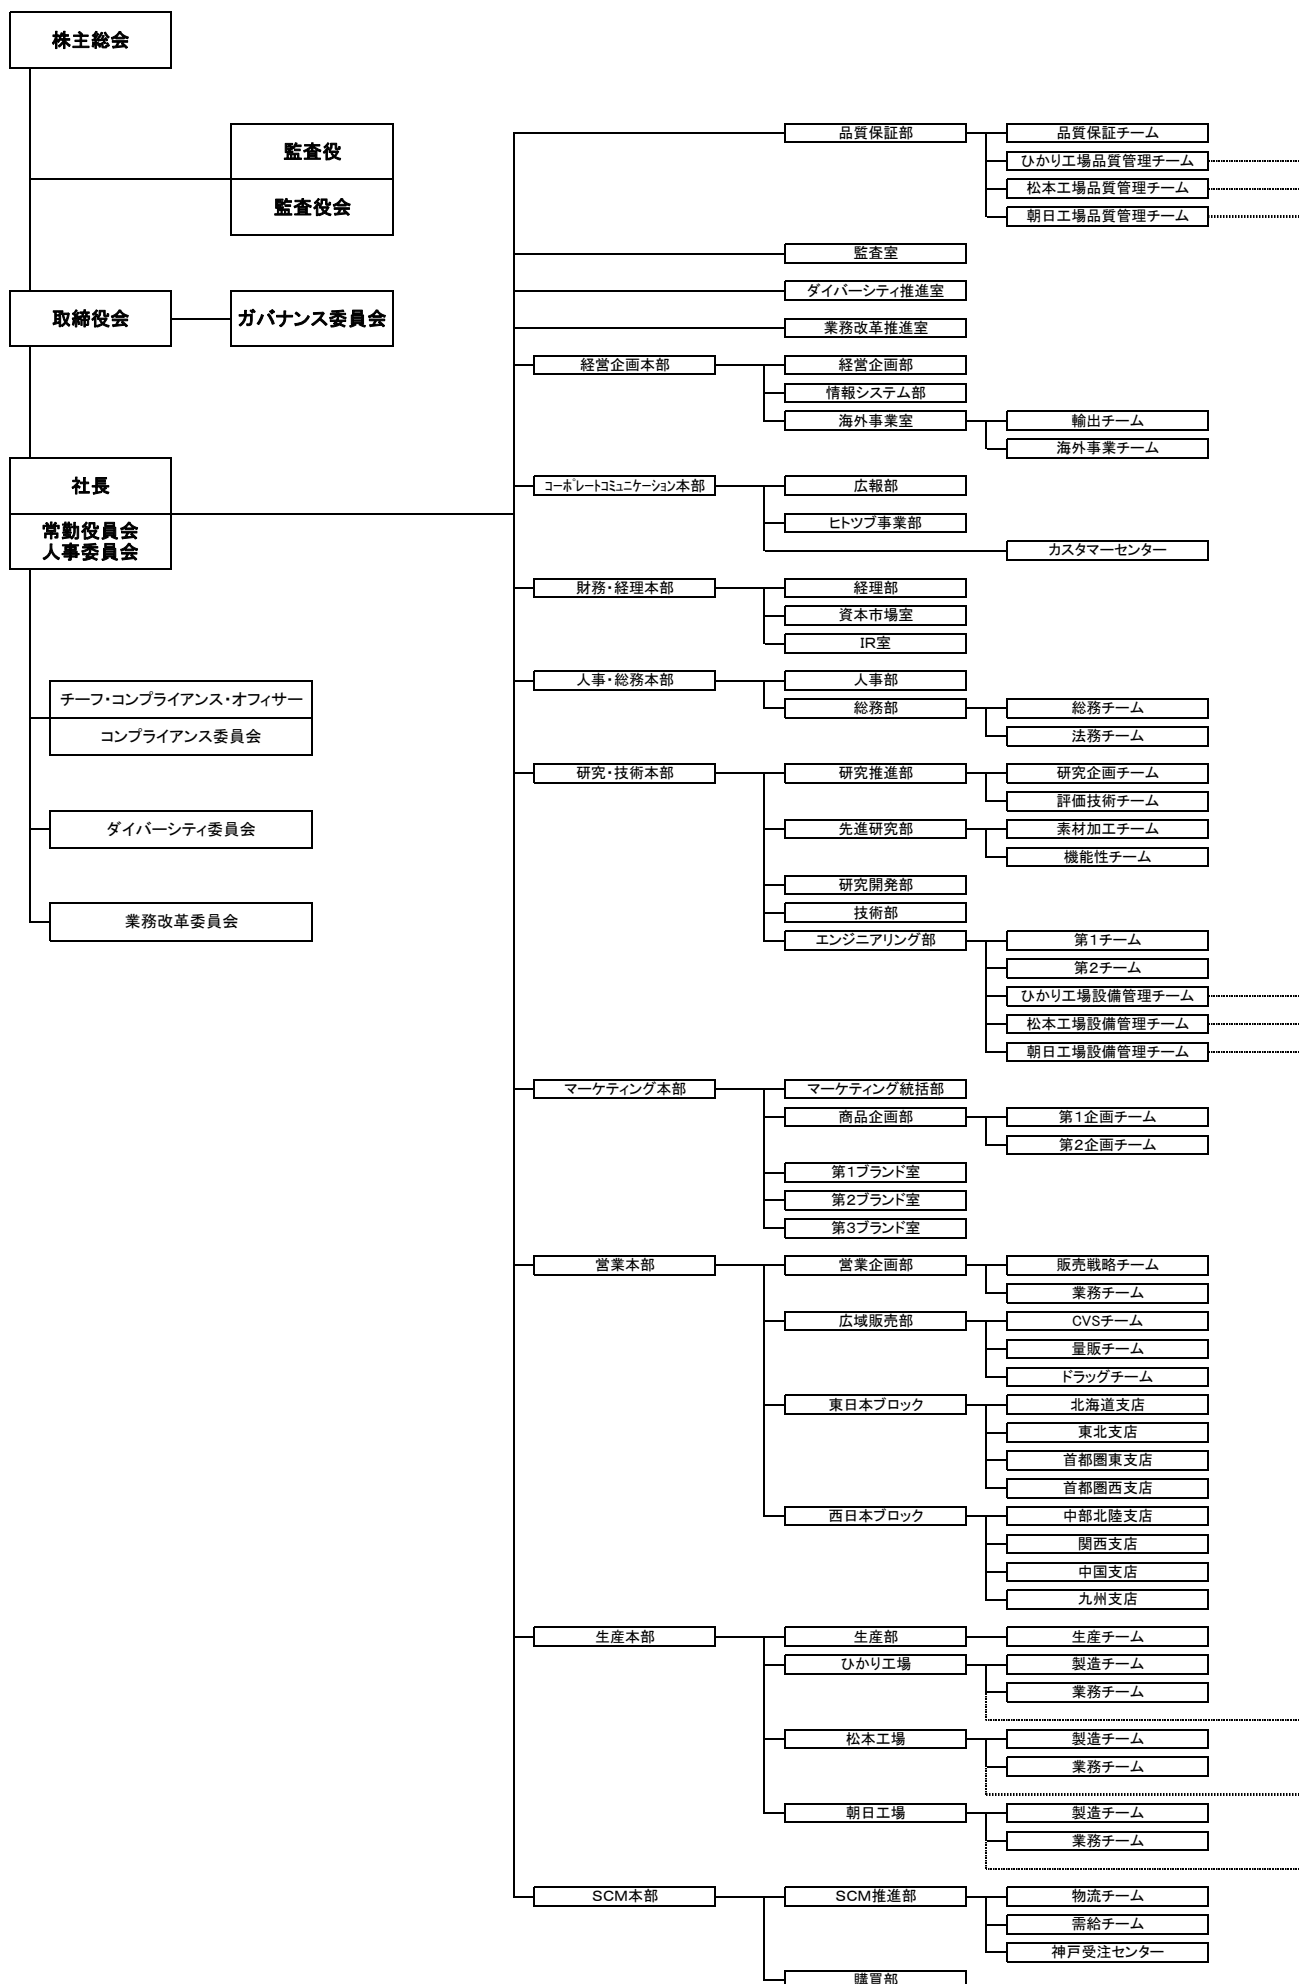 株主総会
監査役
監査役会
取締役会
ガバナンス委員会
社長
常勤役員会
人事委員会
チーフ・コンプライアンス・オフィサー
コンプライアンス委員会
ダイバーシティ委員会
業務改革委員会
品質保証部
品質保証チーム
ひかり工場品質管理チーム
松本工場品質管理チーム
朝日工場品質管理チーム
監査室
ダイバーシティ推進室
業務改革推進室
経営企画本部
経営企画部
情報システム部
海外事業室
輸出チーム
海外事業チーム
コーポレートコミュニケーション本部
広報部
ヒトツブ事業部
カスタマーセンター
財務・経理本部
経理部
資本市場室
IR室
人事・総務本部
人事部
総務部
総務チーム
法務チーム
研究・技術本部
研究推進部
研究企画チーム
評価技術チーム
先進研究部
素材加工チーム
機能性チーム
研究開発部
技術部
エンジニアリング部
第1チーム
第2チーム
ひかり工場設備管理チーム
松本工場設備管理チーム
朝日工場設備管理チーム
マーケティング本部
マーケティング統括部
商品企画部
第1企画チーム
第2企画チーム
第1ブランド室
第2ブランド室
第3ブランド室
営業本部
営業企画部
販売戦略チーム
業務チーム
広域販売部
CVSチーム
量販チーム
ドラッグチーム
東日本ブロック
北海道支店
東北支店
首都圏東支店
首都圏西支店
西日本ブロック
中部北陸支店
関西支店
中国支店
九州支店
生産本部
生産部
生産チーム
ひかり工場
製造チーム
業務チーム
松本工場
製造チーム
業務チーム
朝日工場
製造チーム
業務チーム
SCM本部
SCM推進部
物流チーム
需給チーム
神戸受注センター
購買部